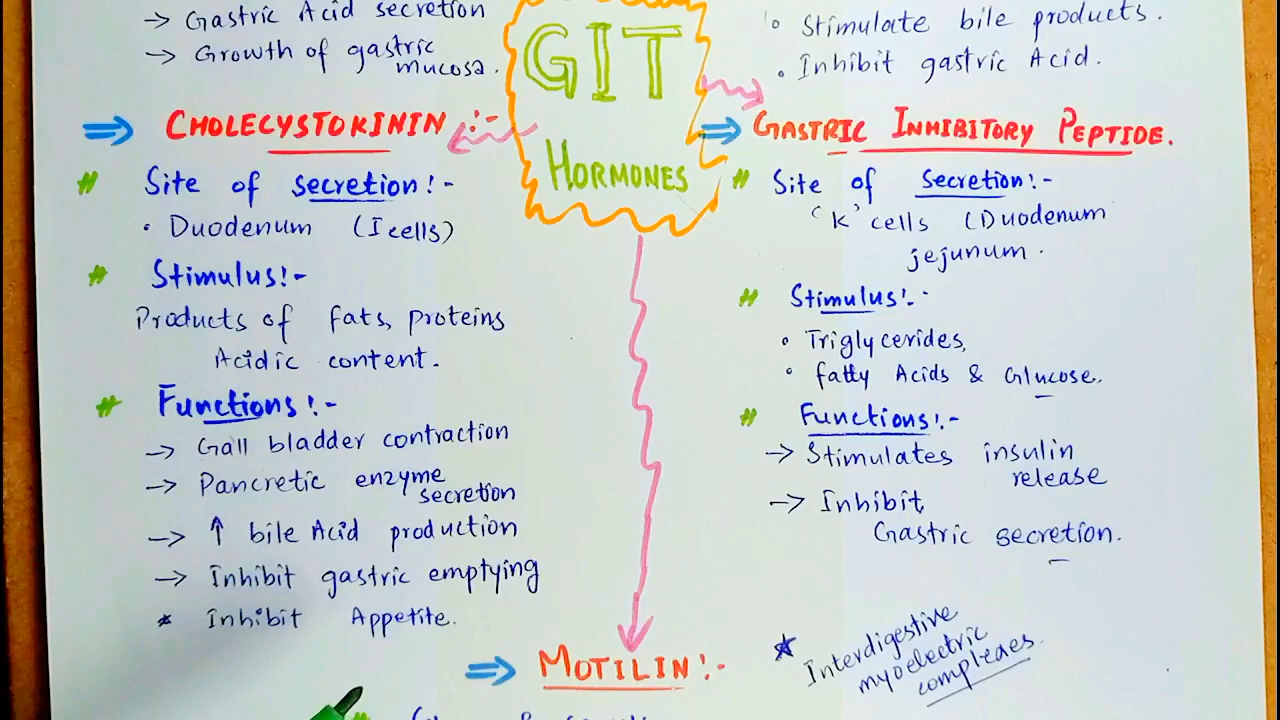 → Gastric Acid secretion
→ Growth of gastric
mucosa.
GIT
HORMONES
• Stimulate bile products.
• Inhibit gastric Acid.
⇒ CHOLECYSTOKININ :-
# Site of secretion:-
• Duodenum (I cells)
# Stimulus:-
Products of fats, proteins
Acidic content.
# Functions:-
→ Gall bladder contraction
→ Pancretic enzyme
secretion
→ ↑ bile Acid production
→ Inhibit gastric emptying
* Inhibit Appetite.
⇒ GASTRIC INHIBITORY PEPTIDE.
# Site of Secretion:-
'K' cells (Duodenum
jejunum.
# Stimulus:-
• Triglycerides,
• fatty Acids & Glucose.
# Functions:-
→ Stimulates insulin
release
→ Inhibit
Gastric secretion.
⇒ MOTILIN:-
* Interdigestive
myoelectric
complexes.